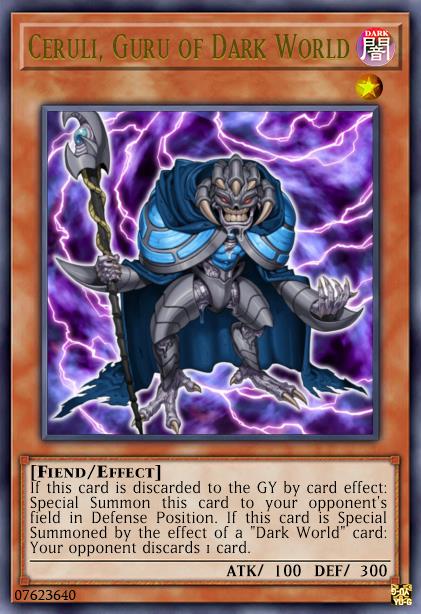 Ceruli, Guru of Dark World
DARK
闇
[Fiend/Effect]
If this card is discarded to the GY by card effect:
Special Summon this card to your opponent's
field in Defense Position. If this card is Special
Summoned by the effect of a "Dark World" card:
Your opponent discards 1 card.
ATK/ 100 DEF/ 300
07623640